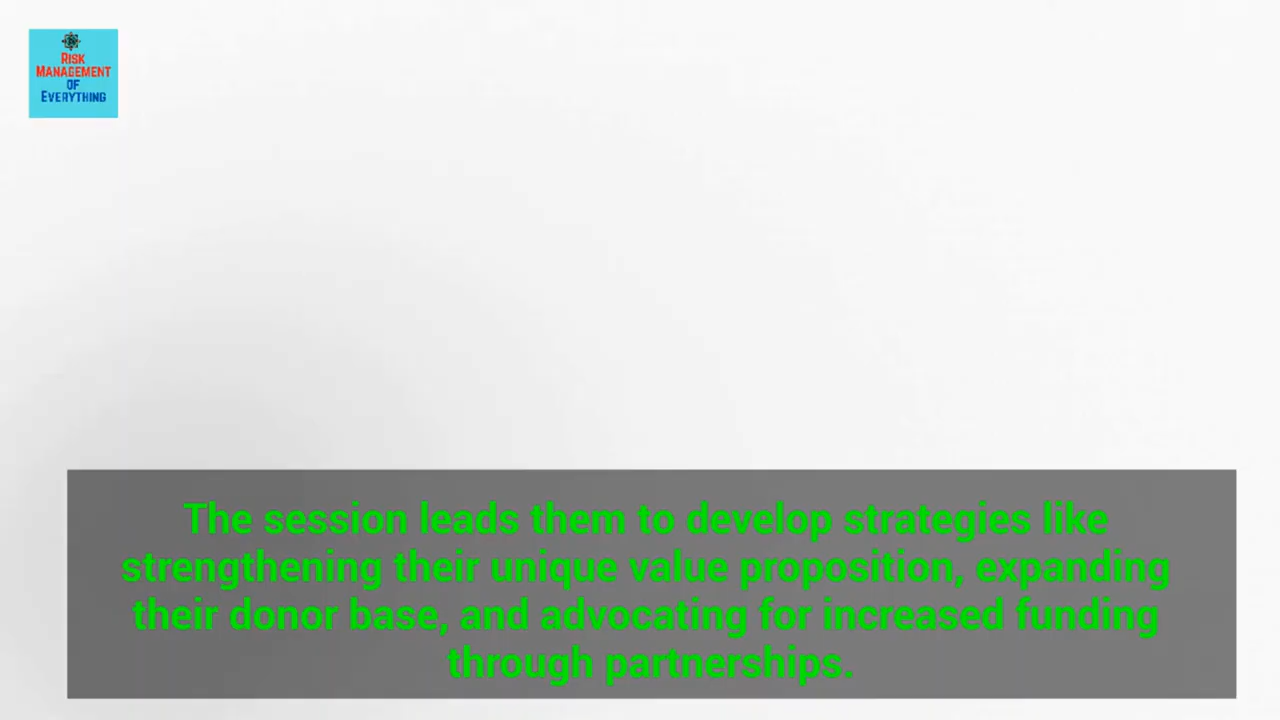 RISK
MANAGEMENT
OF
EVERYTHING
The session leads them to develop strategies like
strengthening their unique value proposition, expanding
their donor base, and advocating for increased funding
through partnerships.